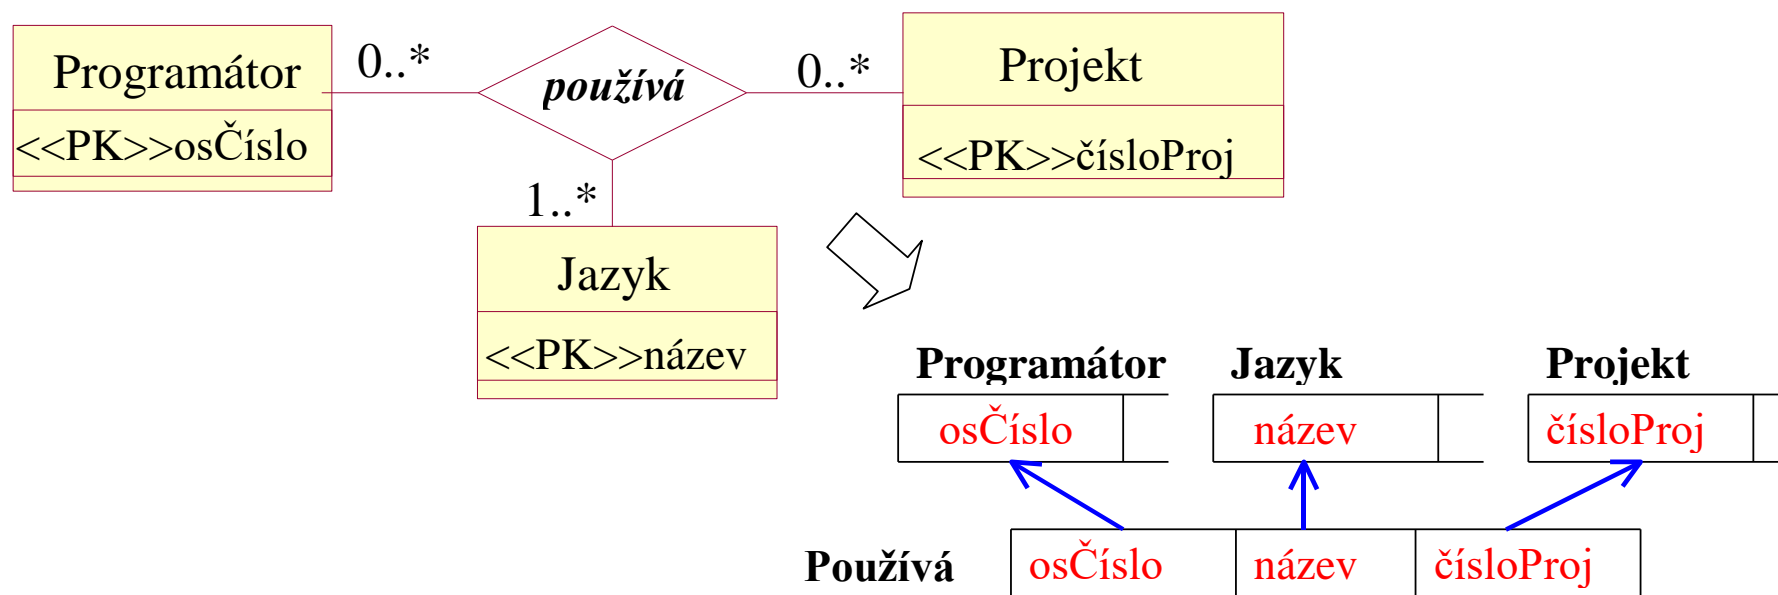 Programátor
0..*
používá
0..*
Projekt
<<PK>>osČíslo
<<PK>>čísloProj
1..*
Jazyk
<<PK>>název
Programátor Jazyk Projekt
osČíslo název čísloProj
Používá osČíslo název čísloProj